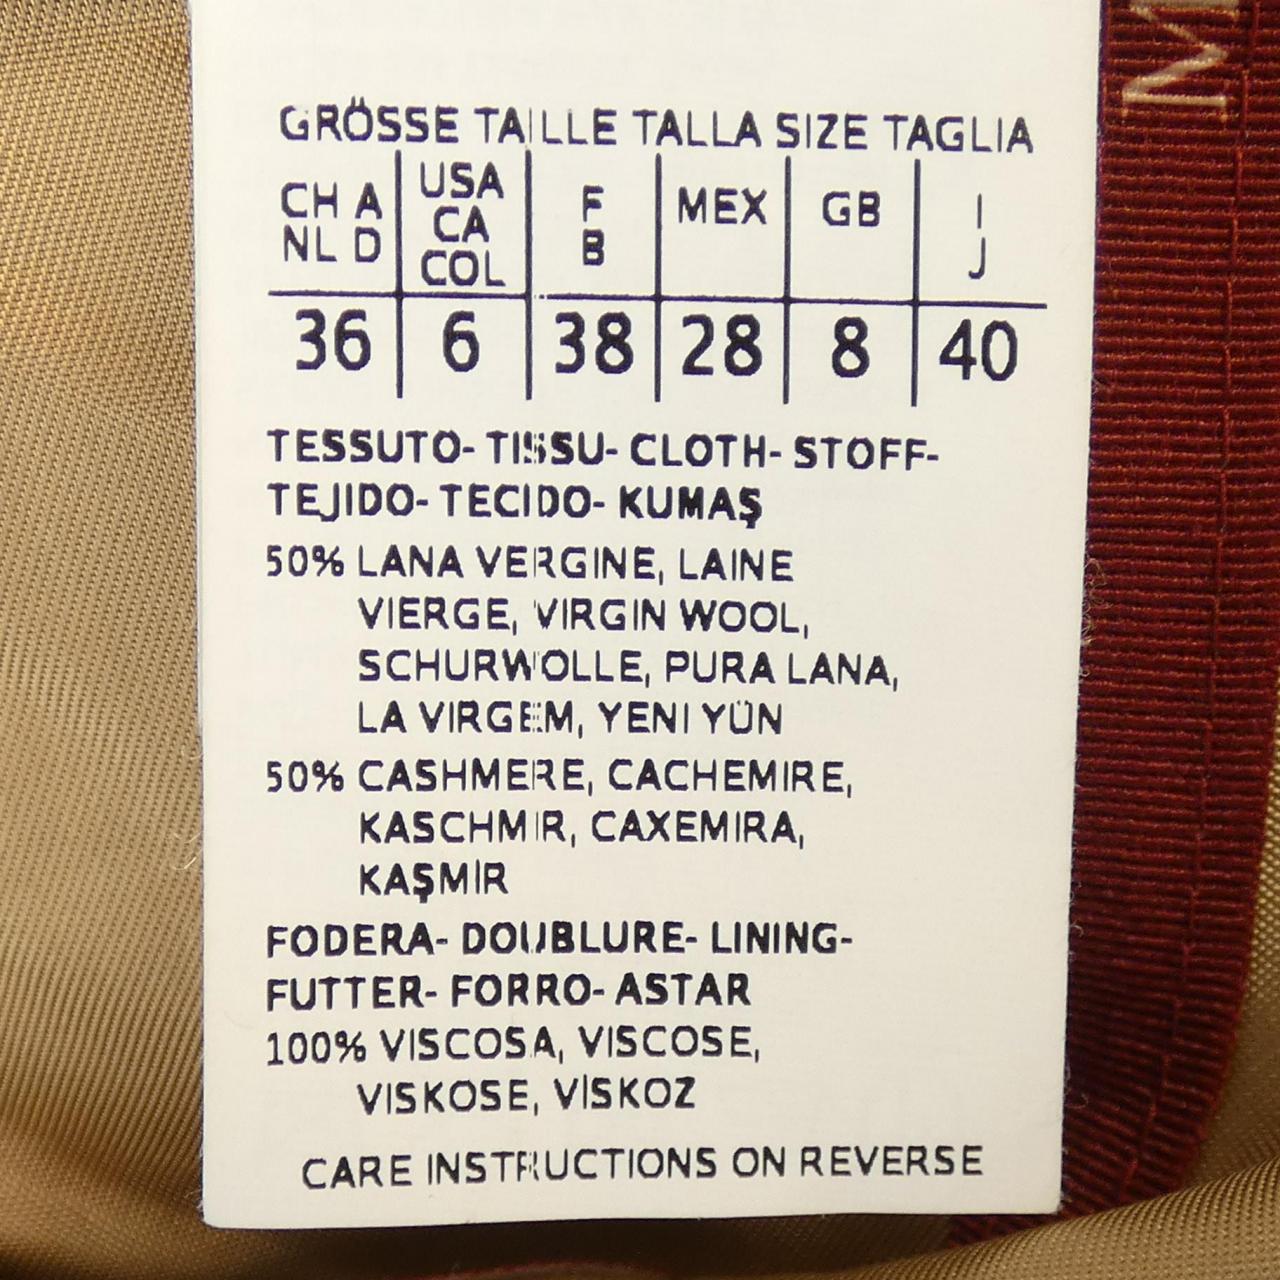 GRÖSSE TAILLE TALLA SIZE TAGLIA
CH A NL D | USA CA COL | F B | MEX | GB | I J
36 | 6 | 38 | 28 | 8 | 40
TESSUTO- TISSU- CLOTH- STOFF-
TEJIDO- TECIDO- KUMAŞ
50% LANA VERGINE, LAINE
VIERGE, VIRGIN WOOL,
SCHURWOLLE, PURA LANA,
LA VIRGEM, YENI YÜN
50% CASHMERE, CACHEMIRE,
KASCHMIR, CAXEMIRA,
KAŞMİR
FODERA- DOUBLURE- LINING-
FUTTER- FORRO- ASTAR
100% VISCOSA, VISCOSE,
VISKOSE, VİSKOZ
CARE INSTRUCTIONS ON REVERSE
M